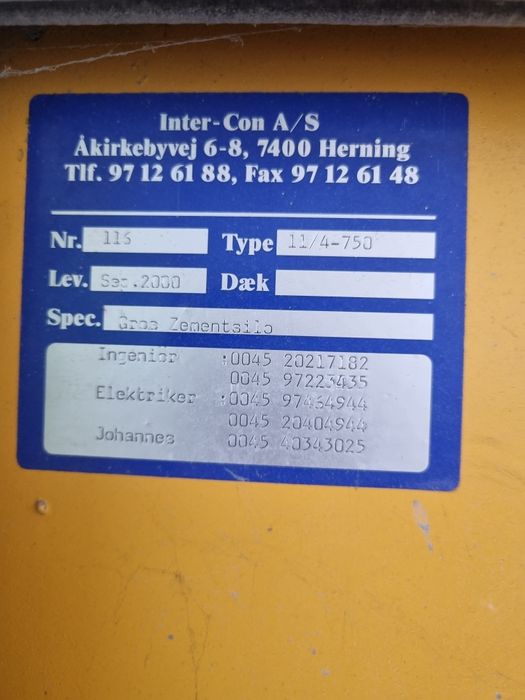 Inter-Con A/S
Åkirkebyvej 6-8, 7400 Herning
Tlf. 97 12 61 88, Fax 97 12 61 48
Nr. 116 Type 11/4-750
Lev. Sep.2000 Dæk
Spec. Gros Zementsilo
Ingeniör :0045 20217182
0045 97223435
Elektriker :0045 97464944
0045 20404944
Johannes 0045 40343025